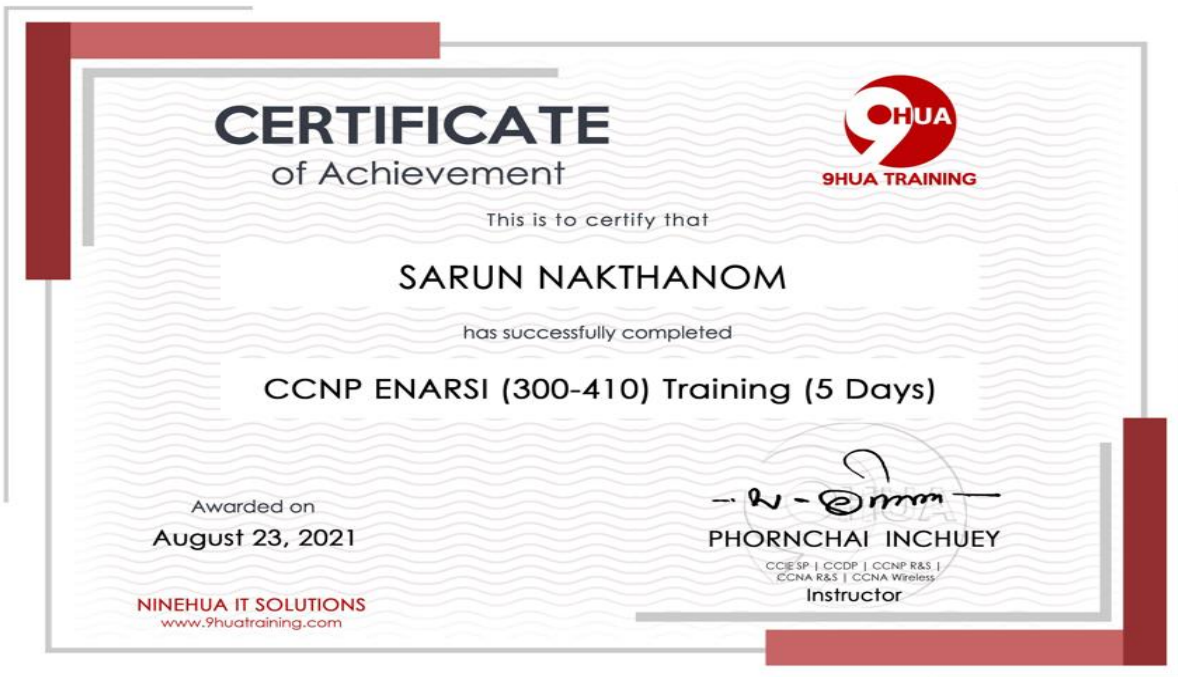 CERTIFICATE
of Achievement
9HUA
9HUA TRAINING
This is to certify that
SARUN NAKTHANOM
has successfully completed
CCNP ENARSI (300-410) Training (5 Days)
Awarded on
August 23, 2021
NINEHUA IT SOLUTIONS
www.9huatraining.com
9HUA
PHORNCHAI INCHUEY
CCIE SP | CCDP | CCNP R&S |
CCNA R&S | CCNA Wireless
Instructor